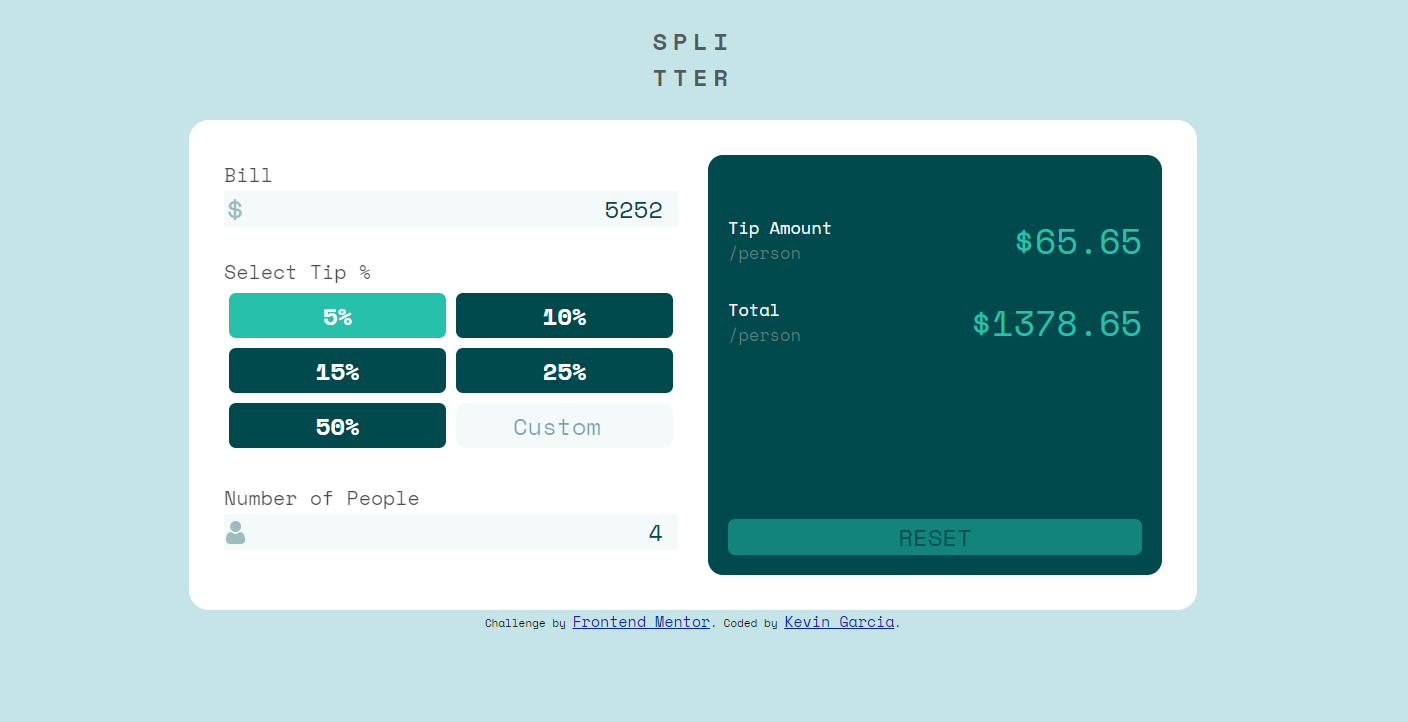 SPLI
TTER
Bill
$ 5252
Select Tip %
5% 10%
15% 25%
50% Custom
Number of People
4
Tip Amount
/person
$65.65
Total
/person
$1378.65
RESET
Challenge by Frontend Mentor. Coded by Kevin Garcia.